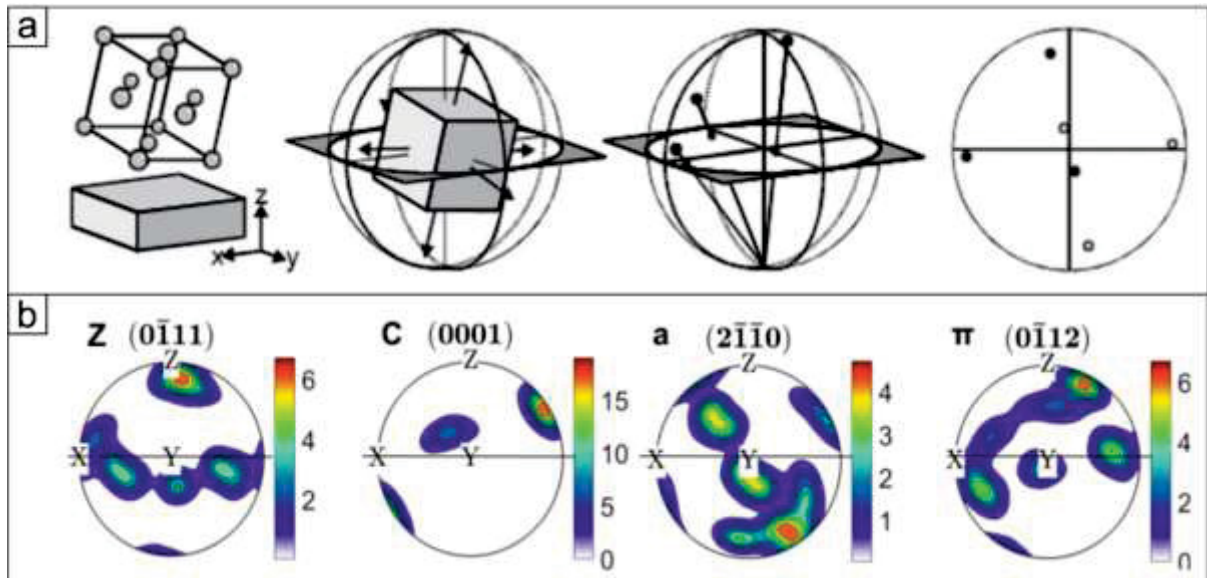 a
z
x y
b
Z (01̄11) C (0001) a (21̄1̄0) π (01̄12)
Z Z Z Z
6 15 4 6
4 10 3 4
2 5 2 2
0 1 0
X Y X Y X Y X Y